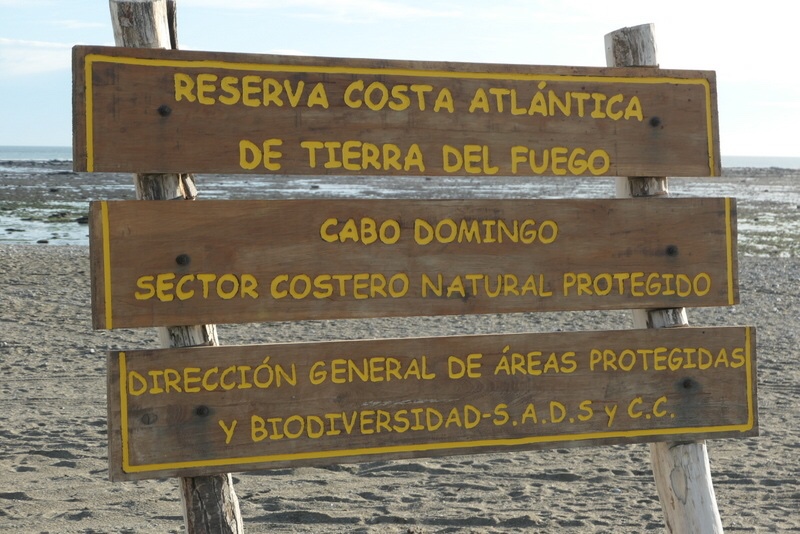 RESERVA COSTA ATLÁNTICA
DE TIERRA DEL FUEGO
CABO DOMINGO
SECTOR COSTERO NATURAL PROTEGIDO
DIRECCIÓN GENERAL DE ÁREAS PROTEGIDAS
Y BIODIVERSIDAD-S.A.D.S y C.C.